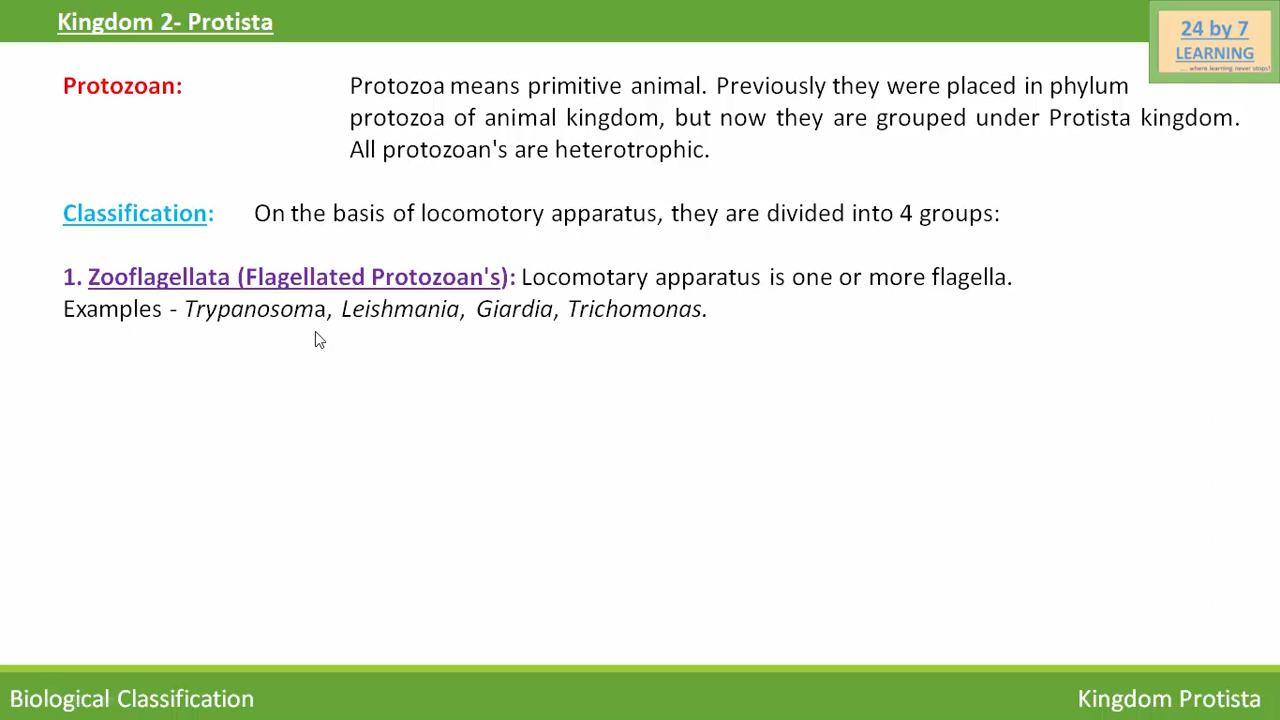 Kingdom 2- Protista
24 by 7
LEARNING
.... where learning never stops!
Protozoan: Protozoa means primitive animal. Previously they were placed in phylum
protozoa of animal kingdom, but now they are grouped under Protista kingdom.
All protozoan's are heterotrophic.
Classification: On the basis of locomotory apparatus, they are divided into 4 groups:
1. Zooflagellata (Flagellated Protozoan's): Locomotary apparatus is one or more flagella.
Examples - Trypanosoma, Leishmania, Giardia, Trichomonas.
Biological Classification
Kingdom Protista